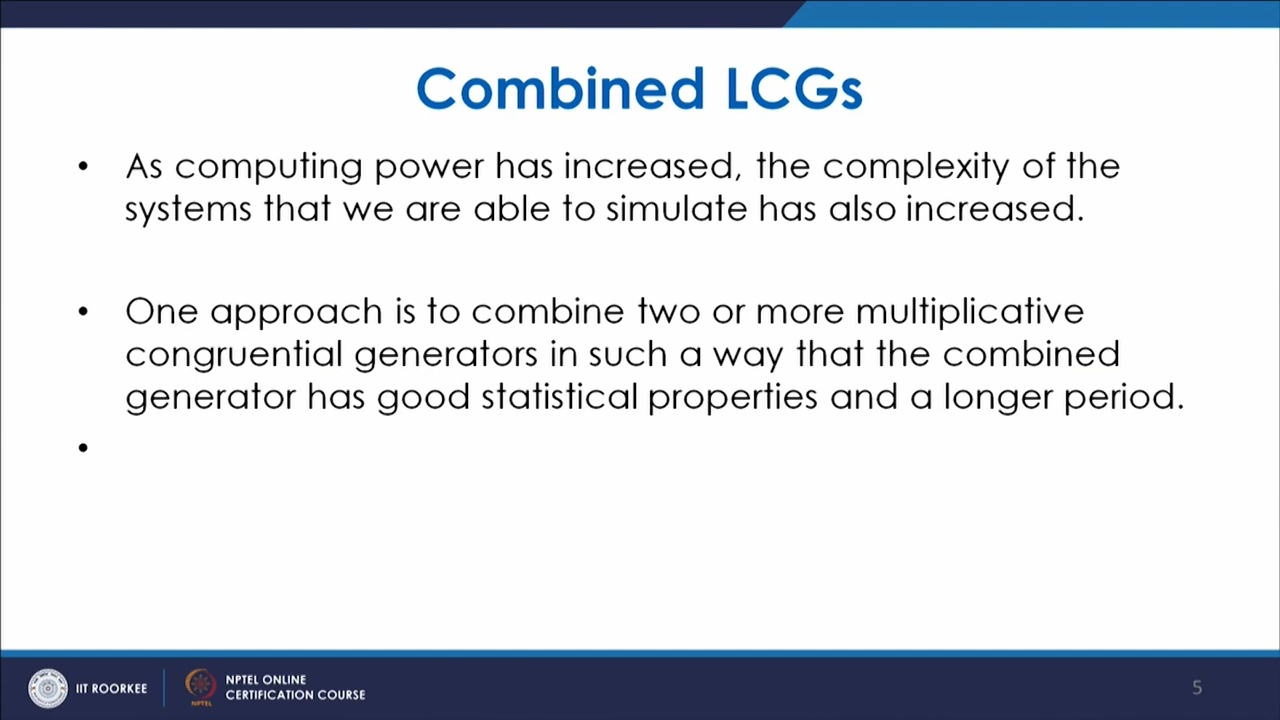 Combined LCGs
• As computing power has increased, the complexity of the
systems that we are able to simulate has also increased.
• One approach is to combine two or more multiplicative
congruential generators in such a way that the combined
generator has good statistical properties and a longer period.
•
IIT ROORKEE
NPTEL
NPTEL ONLINE
CERTIFICATION COURSE
5